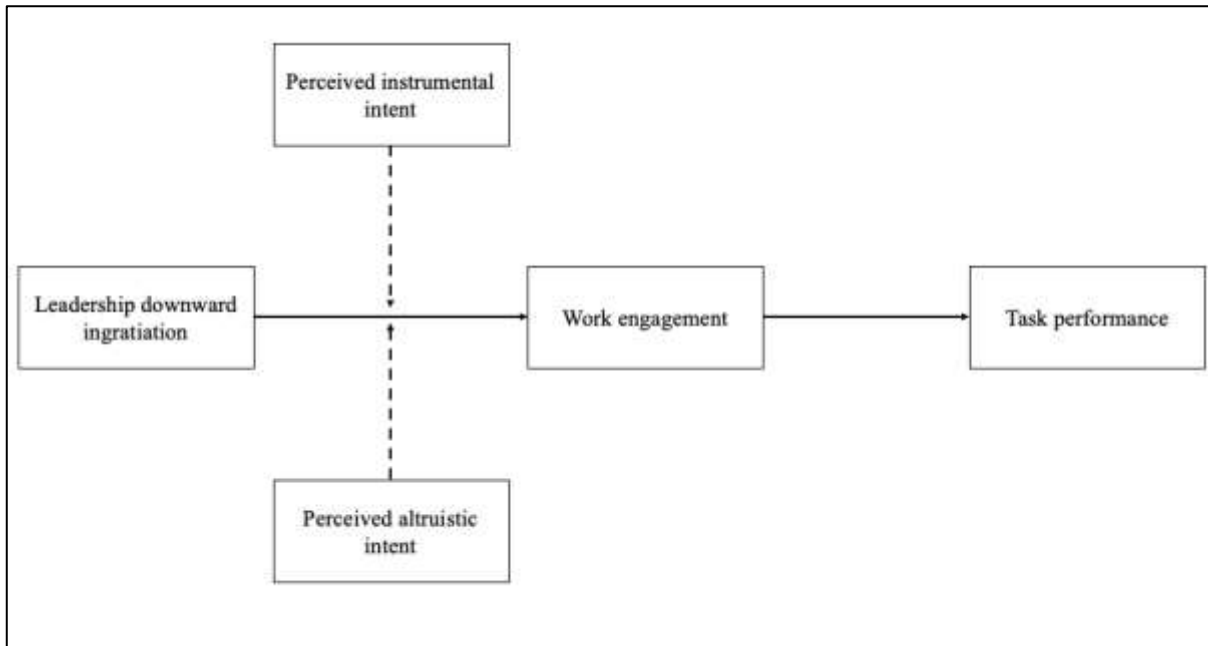 Perceived instrumental
intent
Leadership downward
ingratiation
Work engagement
Task performance
Perceived altruistic
intent